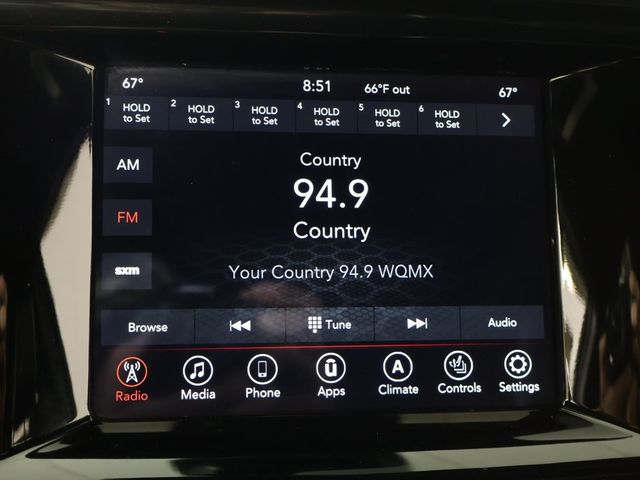 67° 8:51 66°F out 67°
1 HOLD to Set 2 HOLD to Set 3 HOLD to Set 4 HOLD to Set 5 HOLD to Set 6 HOLD to Set
AM
Country
94.9
FM
Country
sxm
Your Country 94.9 WQMX
Browse Tune Audio
ū A
Radio Media Phone Apps Climate Controls Settings